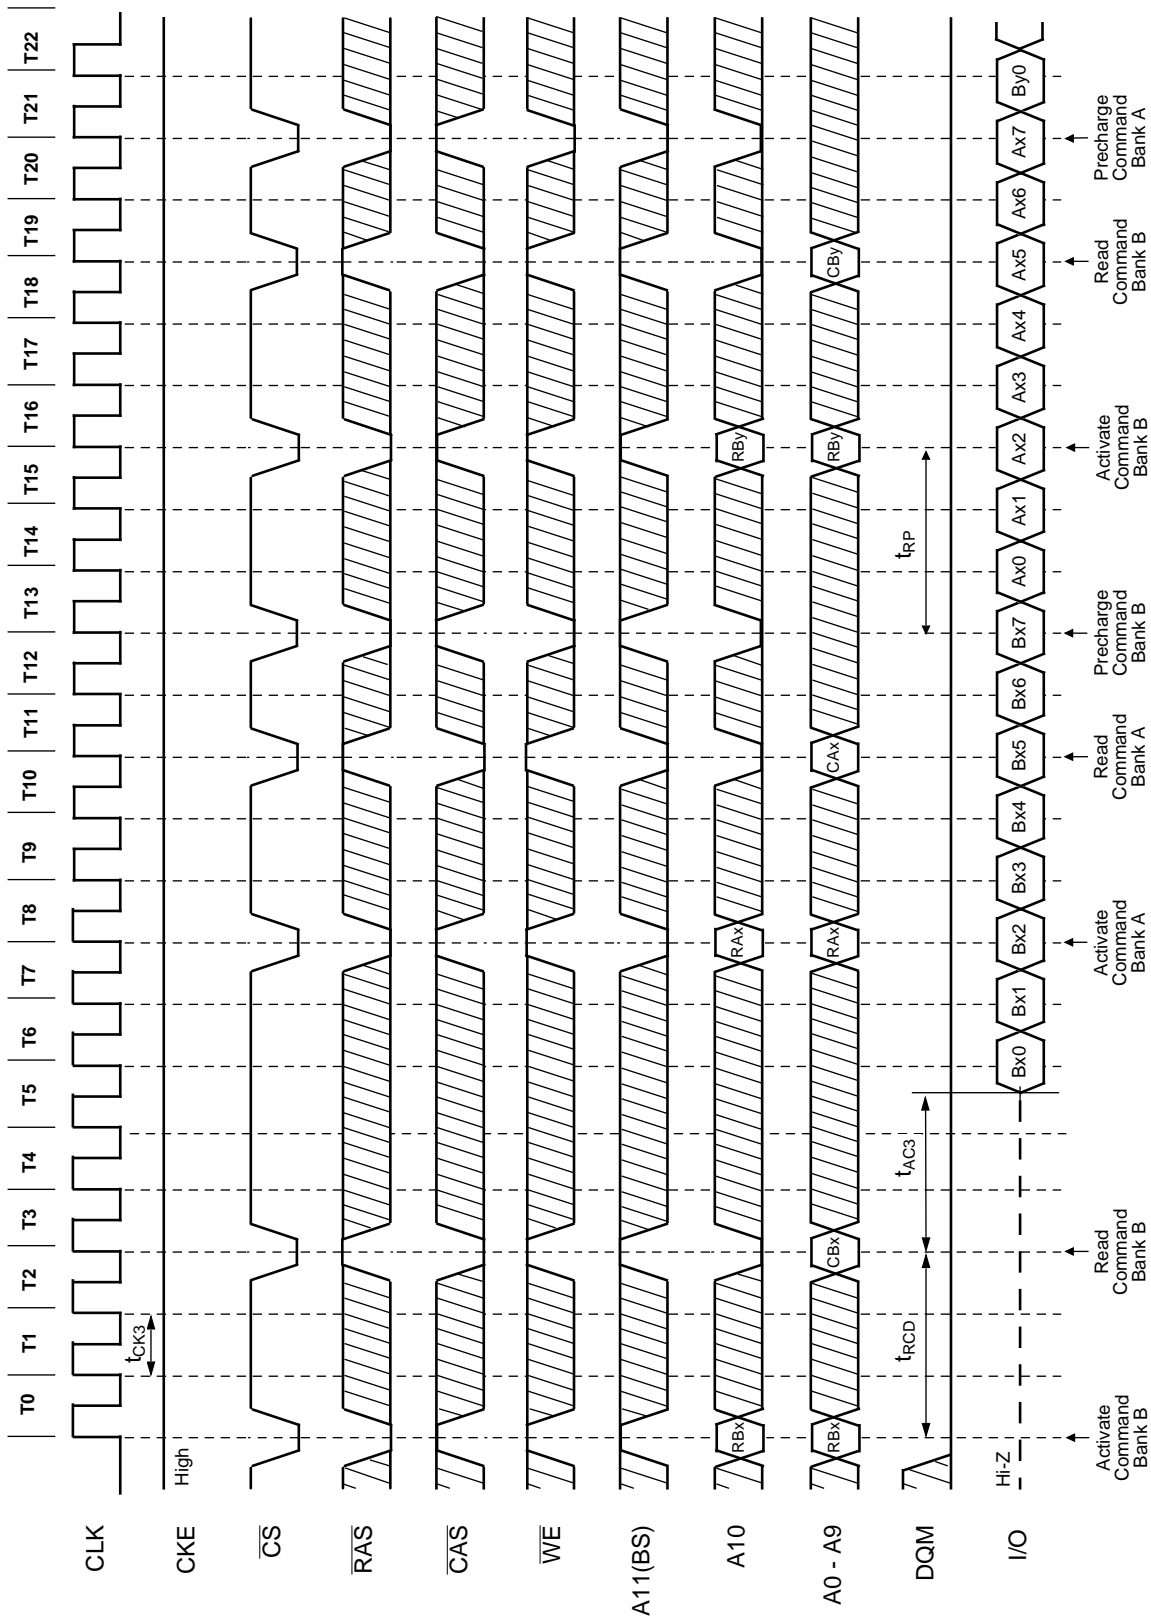 T0 T1 T2 T3 T4 T5 T6 T7 T8 T9 T10 T11 T12 T13 T14 T15 T16 T17 T18 T19 T20 T21 T22
CLK
tCK3
CKE
High
CS
RAS
CAS
WE
A11(BS)
A10
RBx RAx RBy
A0 - A9
RBx CBx RAx CAx RBy CBy
DQM
tRCD tAC3 tRP
I/O
Hi-Z
Bx0 Bx1 Bx2 Bx3 Bx4 Bx5 Bx6 Bx7 Ax0 Ax1 Ax2 Ax3 Ax4 Ax5 Ax6 Ax7 By0
Activate
Command
Bank B
Read
Command
Bank B
Activate
Command
Bank A
Read
Command
Bank A
Precharge
Command
Bank B
Activate
Command
Bank B
Read
Command
Bank B
Precharge
Command
Bank A